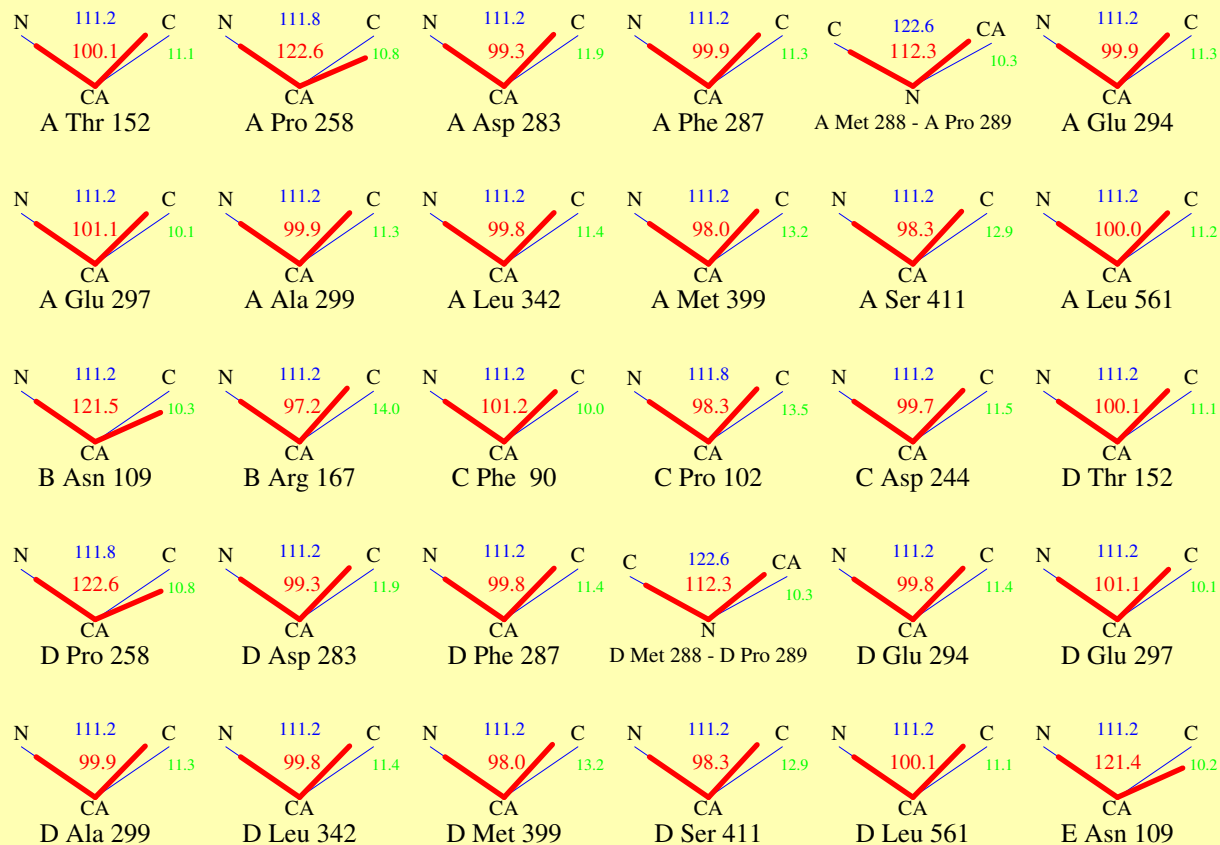 N 111.2 C N 111.8 C N 111.2 C N 111.2 C C 122.6 CA N 111.2 C
100.1 11.1 122.6 10.8 99.3 11.9 99.9 11.3 112.3 10.3 99.9 11.3
CA CA CA CA N CA
A Thr 152 A Pro 258 A Asp 283 A Phe 287 A Met 288 - A Pro 289 A Glu 294
N 111.2 C N 111.2 C N 111.2 C N 111.2 C N 111.2 C N 111.2 C
101.1 10.1 99.9 11.3 99.8 11.4 98.0 13.2 98.3 12.9 100.0 11.2
CA CA CA CA CA CA
A Glu 297 A Ala 299 A Leu 342 A Met 399 A Ser 411 A Leu 561
N 111.2 C N 111.2 C N 111.2 C N 111.8 C N 111.2 C N 111.2 C
121.5 10.3 97.2 14.0 101.2 10.0 98.3 13.5 99.7 11.5 100.1 11.1
CA CA CA CA CA CA
B Asn 109 B Arg 167 C Phe 90 C Pro 102 C Asp 244 D Thr 152
N 111.8 C N 111.2 C N 111.2 C C 122.6 CA N 111.2 C N 111.2 C
122.6 10.8 99.3 11.9 99.8 11.4 112.3 10.3 99.8 11.4 101.1 10.1
CA CA CA N CA CA
D Pro 258 D Asp 283 D Phe 287 D Met 288 - D Pro 289 D Glu 294 D Glu 297
N 111.2 C N 111.2 C N 111.2 C N 111.2 C N 111.2 C N 111.2 C
99.9 11.3 99.8 11.4 98.0 13.2 98.3 12.9 100.1 11.1 121.4 10.2
CA CA CA CA CA CA
D Ala 299 D Leu 342 D Met 399 D Ser 411 D Leu 561 E Asn 109